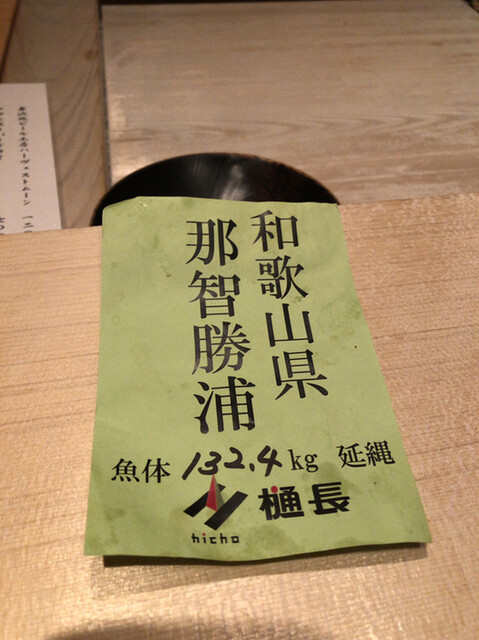 和歌山県
那智勝浦
魚体 132.4 kg 延縄
hicho 樋長